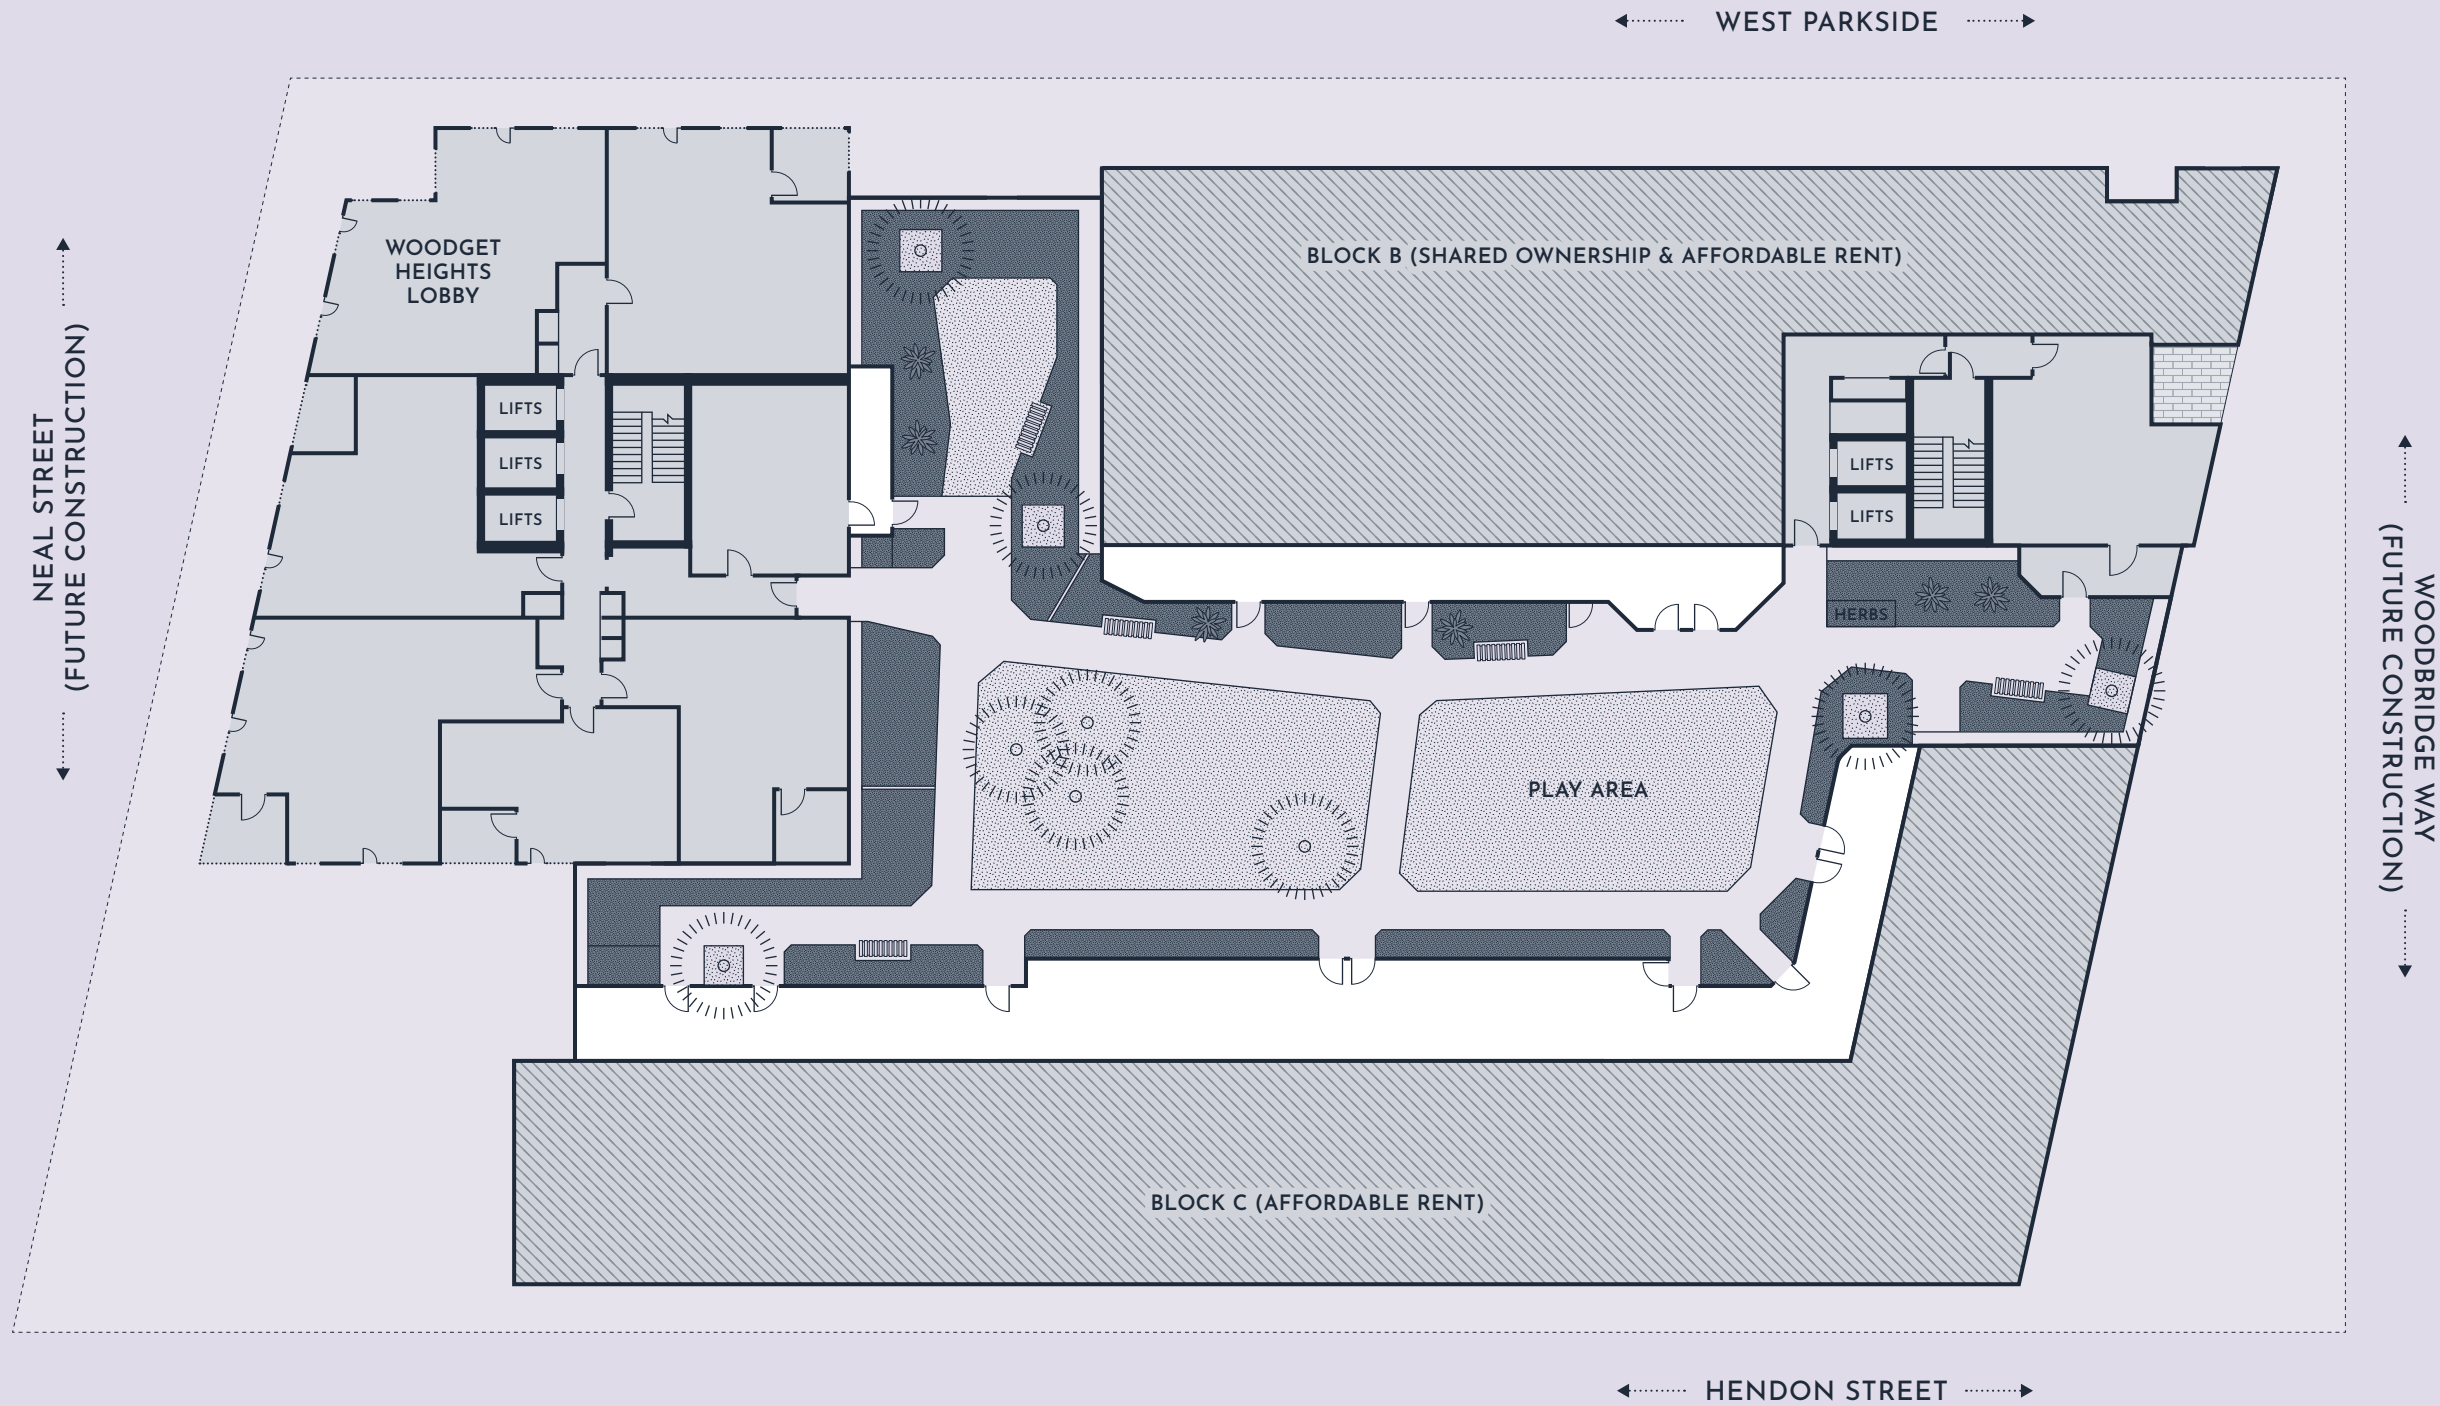 WEST PARKSIDE
WOODGET
HEIGHTS
LOBBY
BLOCK B (SHARED OWNERSHIP & AFFORDABLE RENT)
NEAL STREET
(FUTURE CONSTRUCTION)
LIFTS
LIFTS
LIFTS
LIFTS
LIFTS
HERBS
WOODBRIDGE WAY
(FUTURE CONSTRUCTION)
PLAY AREA
BLOCK C (AFFORDABLE RENT)
HENDON STREET